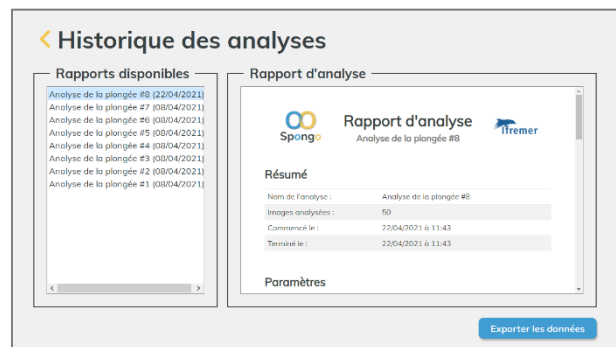 Historique des analyses
Rapports disponibles
Analyse de la plongée #8 (22/04/2021)
Analyse de la plongée #7 (08/04/2021)
Analyse de la plongée #6 (08/04/2021)
Analyse de la plongée #5 (08/04/2021)
Analyse de la plongée #4 (08/04/2021)
Analyse de la plongée #3 (08/04/2021)
Analyse de la plongée #2 (08/04/2021)
Analyse de la plongée #1 (08/04/2021)
Rapport d'analyse
Spongo
Rapport d'analyse
Analyse de la plongée #8
Ifremer
Résumé
Nom de l'analyse : Analyse de la plongée #8
Images analysées : 50
Commencé le : 22/04/2021 à 11:43
Terminé le : 22/04/2021 à 11:43
Paramètres
Exporter les données